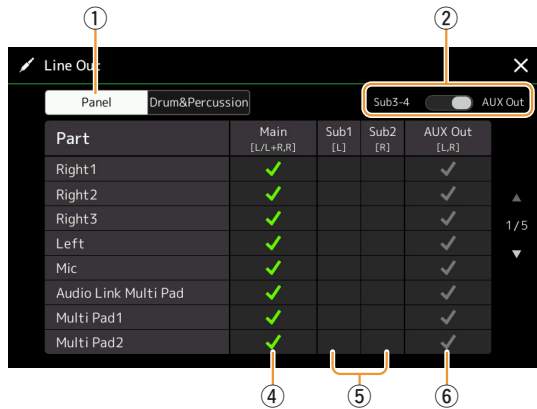 ① ②
Line Out
Panel Drum&Percussion Sub3-4 AUX Out
Part Main Sub1 Sub2 AUX Out
[L/L+R,R] [L] [R] [L,R]
Right1
Right2
Right3
1/5
Left
Mic
Audio Link Multi Pad
Multi Pad1
Multi Pad2
④ ⑤ ⑥